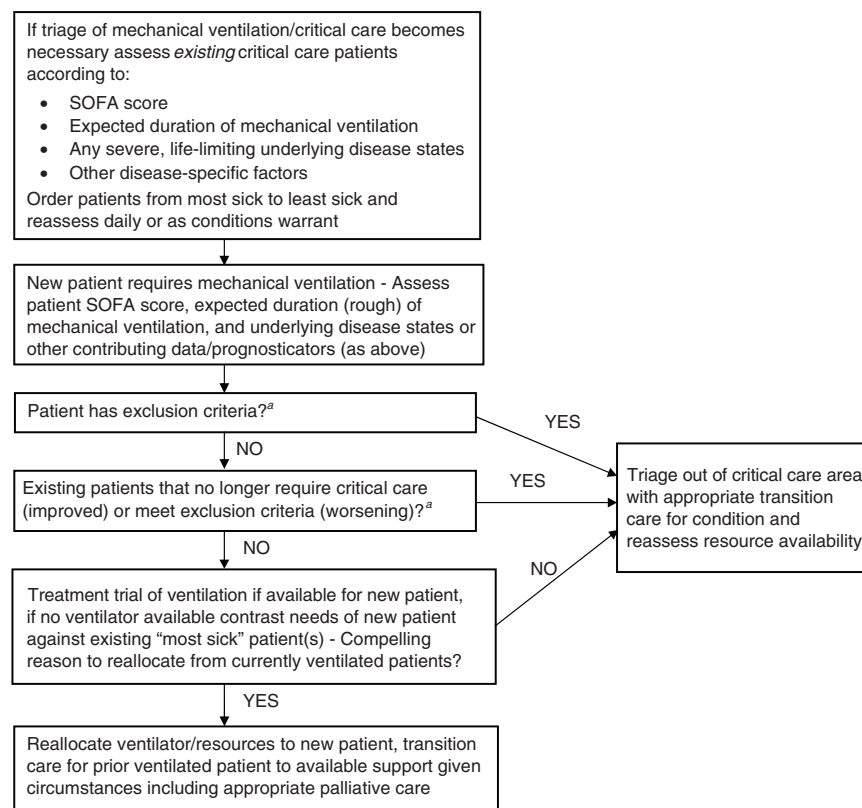 If triage of mechanical ventilation/critical care becomes
necessary assess existing critical care patients
according to:
• SOFA score
• Expected duration of mechanical ventilation
• Any severe, life-limiting underlying disease states
• Other disease-specific factors
Order patients from most sick to least sick and
reassess daily or as conditions warrant
New patient requires mechanical ventilation - Assess
patient SOFA score, expected duration (rough) of
mechanical ventilation, and underlying disease states or
other contributing data/prognosticators (as above)
Patient has exclusion criteria?a
YES
NO
Existing patients that no longer require critical care
(improved) or meet exclusion criteria (worsening)?a
YES
Triage out of critical care area
with appropriate transition
care for condition and
reassess resource availability
NO
NO
Treatment trial of ventilation if available for new patient,
if no ventilator available contrast needs of new patient
against existing “most sick” patient(s) - Compelling
reason to reallocate from currently ventilated patients?
YES
Reallocate ventilator/resources to new patient, transition
care for prior ventilated patient to available support given
circumstances including appropriate palliative care